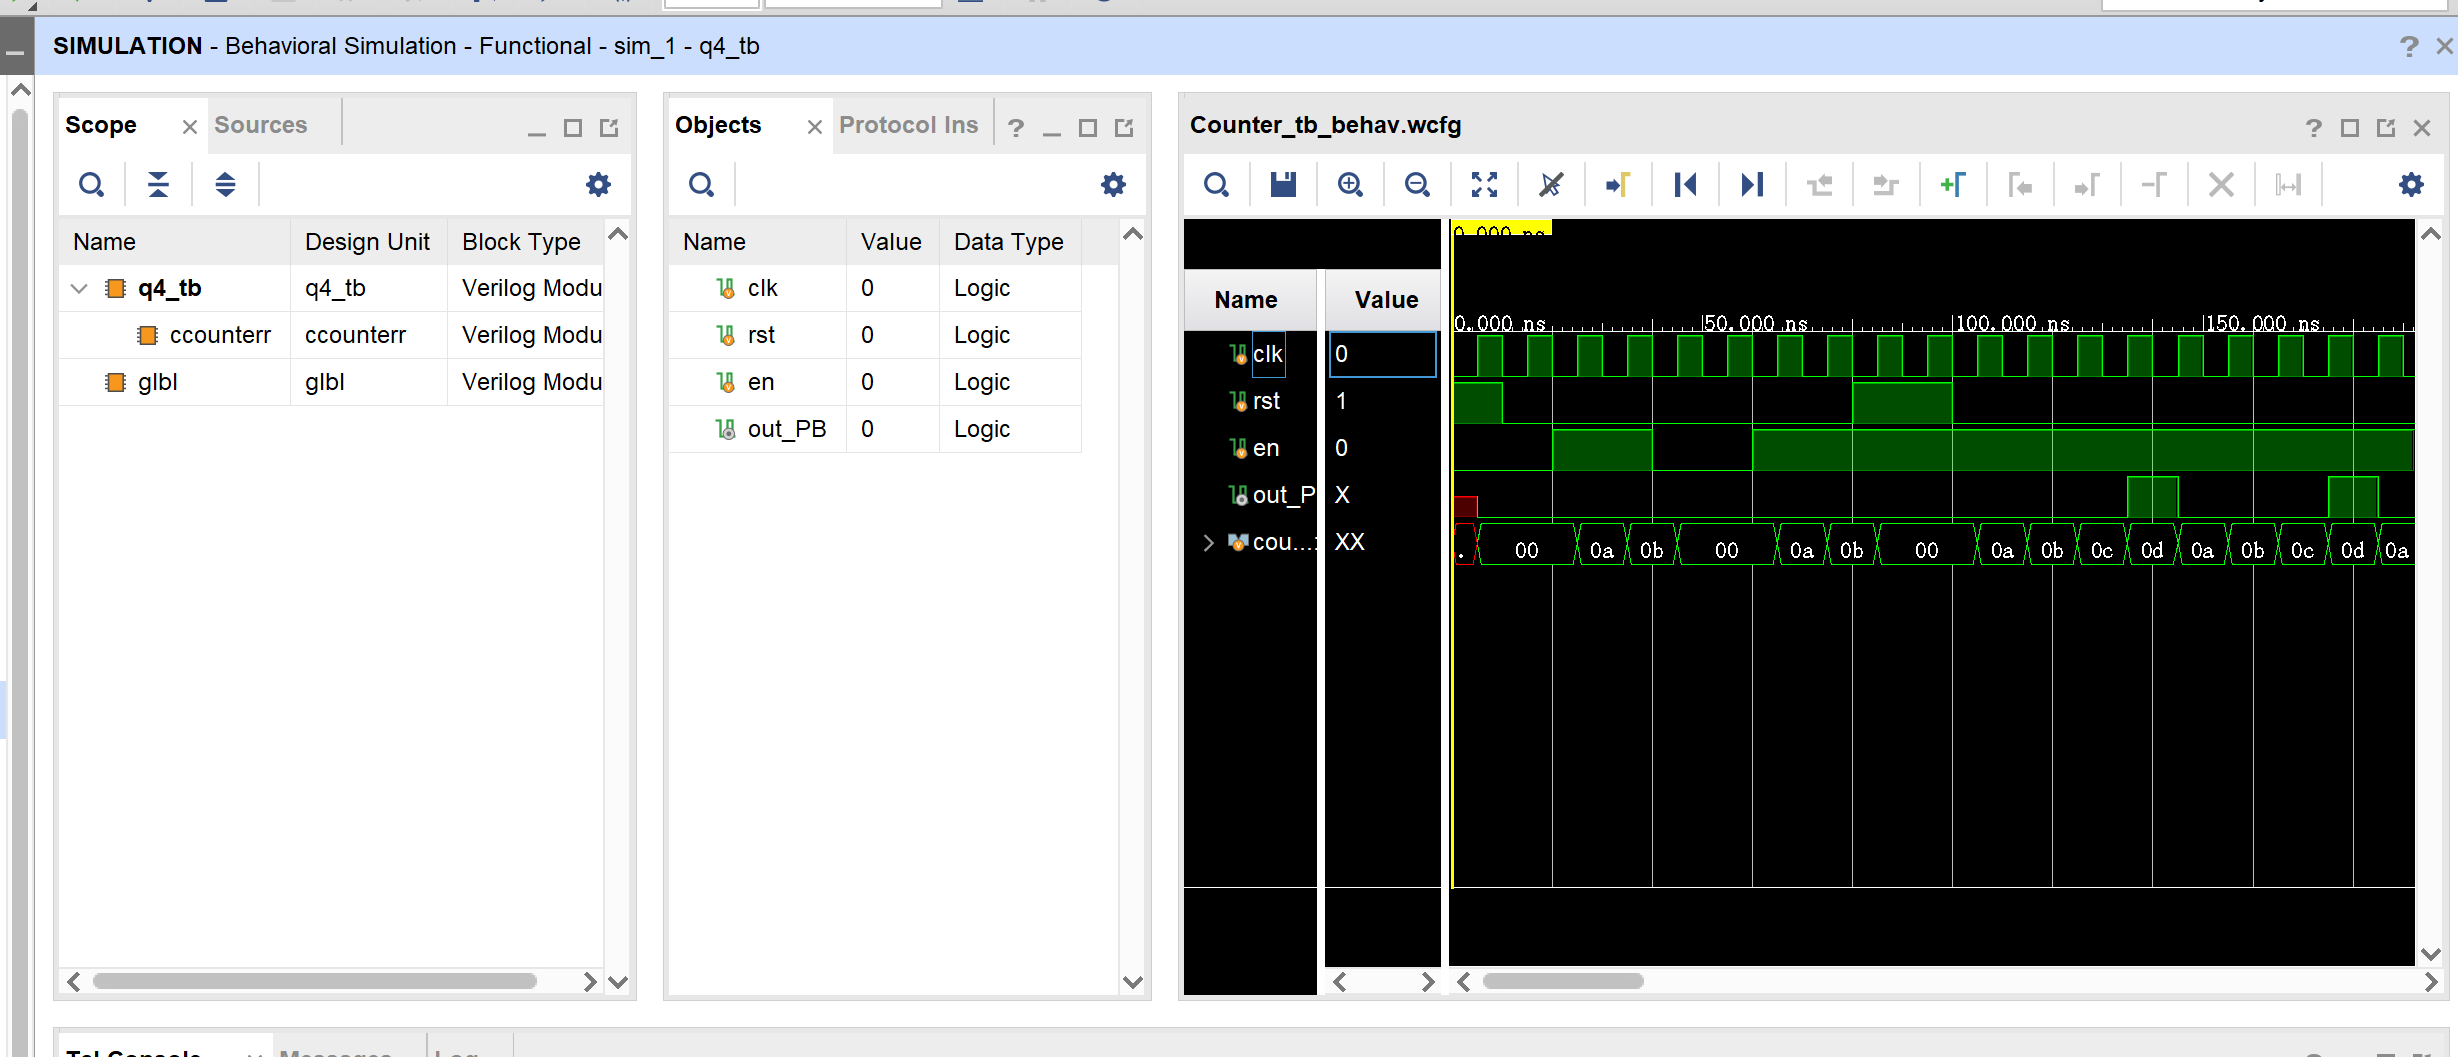 SIMULATION - Behavioral Simulation - Functional - sim_1 - q4_tb
Scope
Sources
Name
Design Unit
Block Type
q4_tb
q4_tb
Verilog Modu
ccounterr
ccounterr
Verilog Modu
glbl
glbl
Verilog Modu
Objects
Protocol Ins
Name
Value
Data Type
clk
0
Logic
rst
0
Logic
en
0
Logic
out_PB
0
Logic
Counter_tb_behav.wcfg
0.000 ns
Name
Value
0.000 ns
50.000 ns
100.000 ns
150.000 ns
clk
0
rst
1
en
0
out_P
X
cou...
XX
00
0a
0b
00
0a
0b
00
0a
0b
0c
0d
0a
0b
0c
0d
0a
Tcl Console
Messages
Log